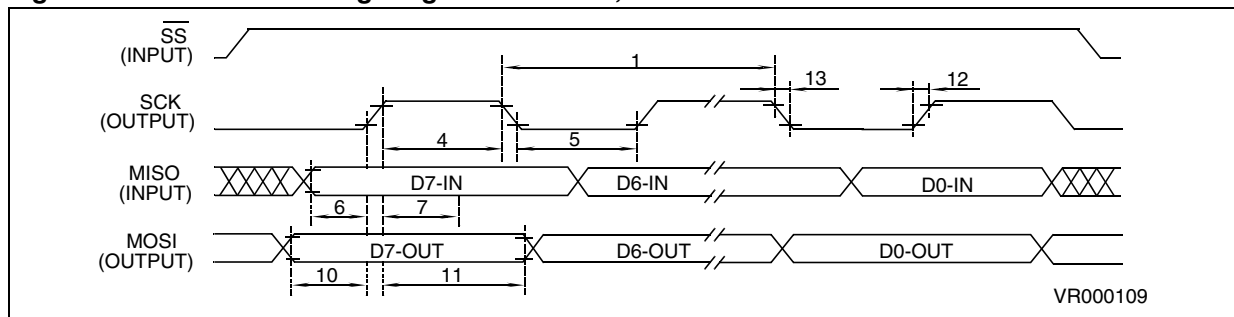 SS
(INPUT)
1
13
12
SCK
(OUTPUT)
4
5
MISO
(INPUT)
D7-IN
D6-IN
D0-IN
6
7
MOSI
(OUTPUT)
D7-OUT
D6-OUT
D0-OUT
10
11
VR000109